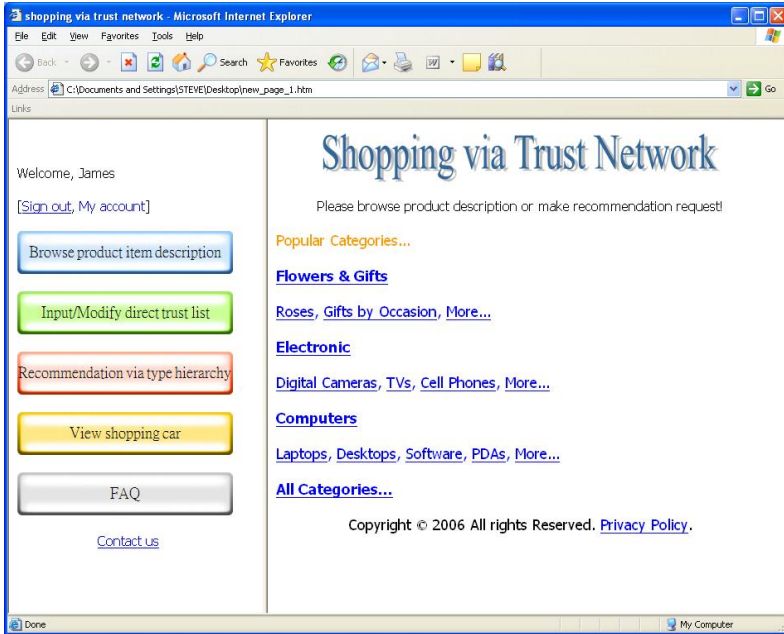 shopping via trust network - Microsoft Internet Explorer
File Edit View Favorites Tools Help
Back Search Favorites
Address C:\Documents and Settings\STEVE\Desktop\new_page_1.htm Go
Links
Welcome, James
[Sign out, My account]
Browse product item description
Input/Modify direct trust list
Recommendation via type hierarchy
View shopping car
FAQ
Contact us
Shopping via Trust Network
Please browse product description or make recommendation request!
Popular Categories...
Flowers & Gifts
Roses, Gifts by Occasion, More...
Electronic
Digital Cameras, TVs, Cell Phones, More...
Computers
Laptops, Desktops, Software, PDAs, More...
All Categories...
Copyright © 2006 All rights Reserved. Privacy Policy.
Done My Computer